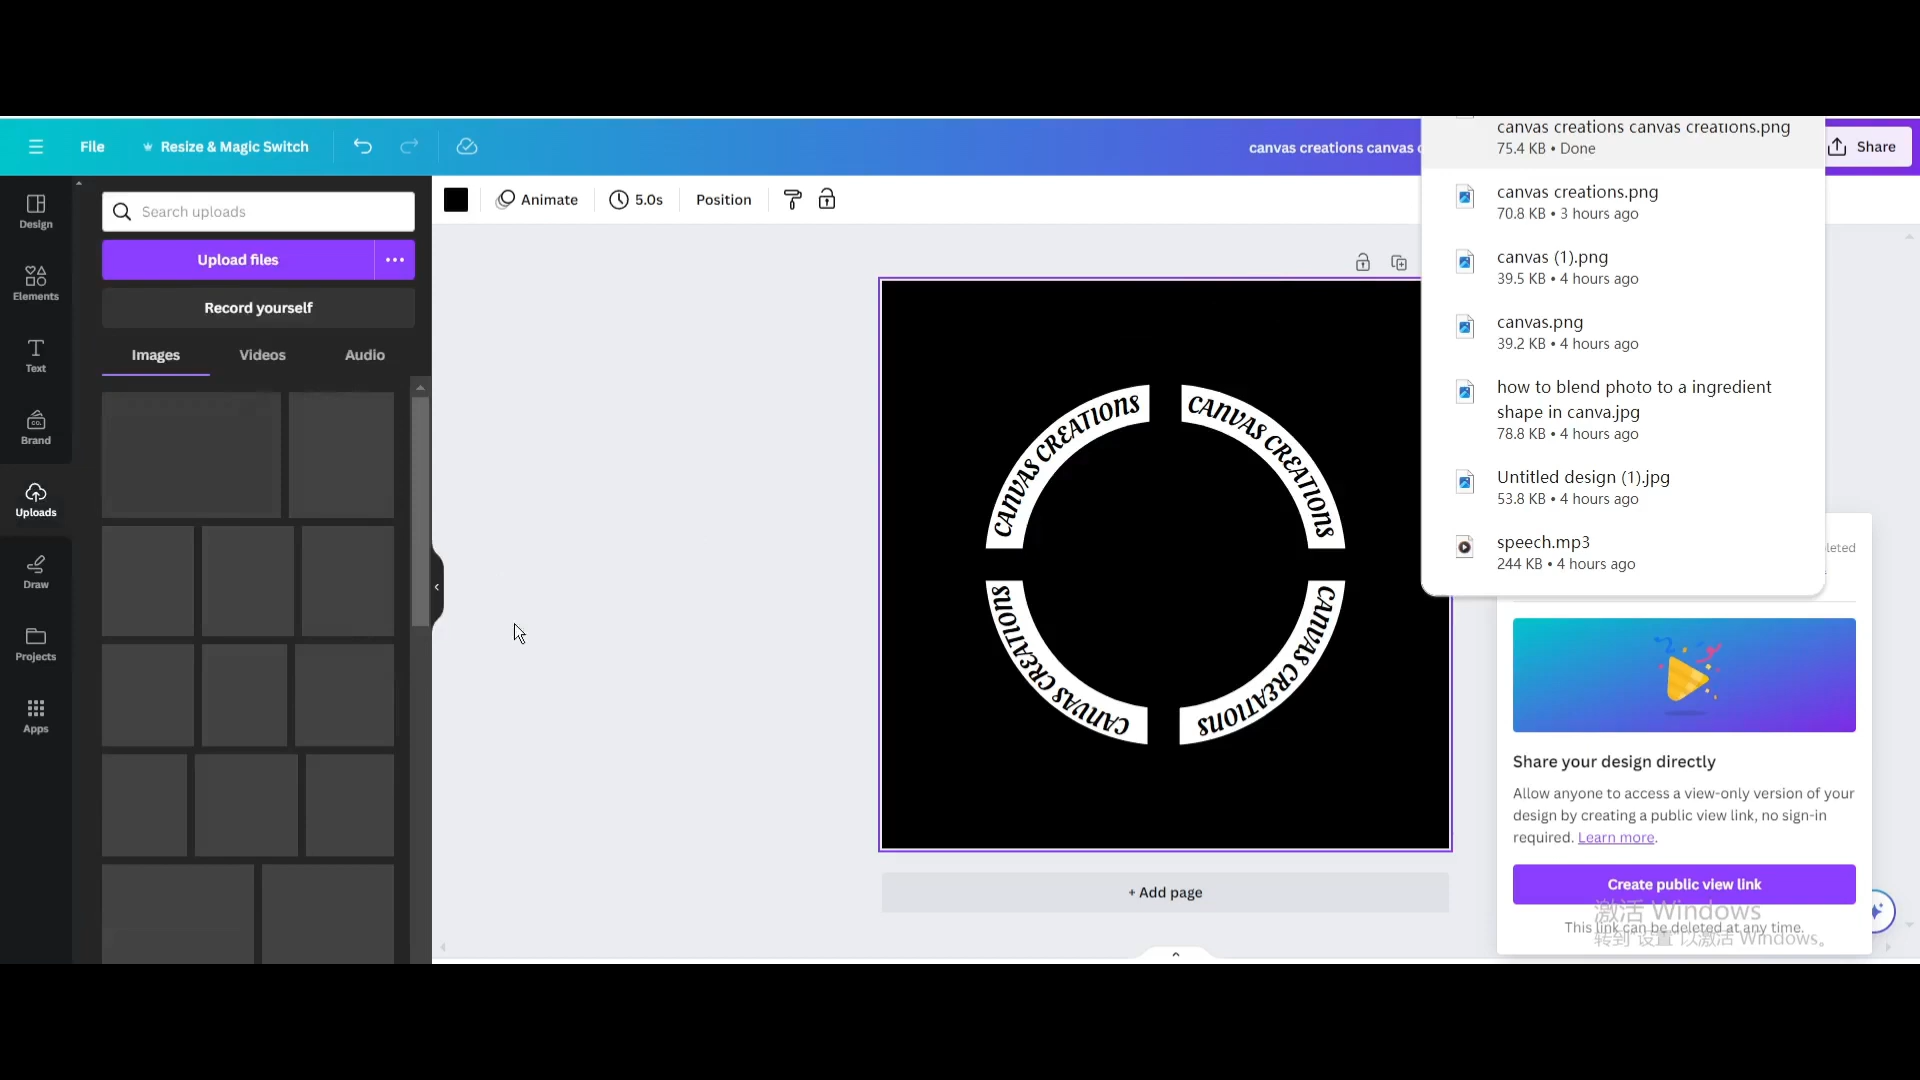 File
Resize & Magic Switch
canvas creations canvas
Share
canvas creations canvas creations.png
75.4 KB • Done
canvas creations.png
70.8 KB • 3 hours ago
canvas (1).png
39.5 KB • 4 hours ago
canvas.png
39.2 KB • 4 hours ago
how to blend photo to a ingredient
shape in canva.jpg
78.8 KB • 4 hours ago
Untitled design (1).jpg
53.8 KB • 4 hours ago
speech.mp3
244 KB • 4 hours ago
Design
Elements
Text
Brand
Uploads
Draw
Projects
Apps
Search uploads
Upload files
Record yourself
Images
Videos
Audio
Animate
5.0s
Position
CANVAS CREATIONS
CANVAS CREATIONS
CANVAS CREATIONS
CANVAS CREATIONS
+ Add page
Share your design directly
Allow anyone to access a view-only version of your
design by creating a public view link, no sign-in
required. Learn more.
Create public view link
This link can be deleted at any time.
激活 Windows
转到"设置"以激活 Windows。